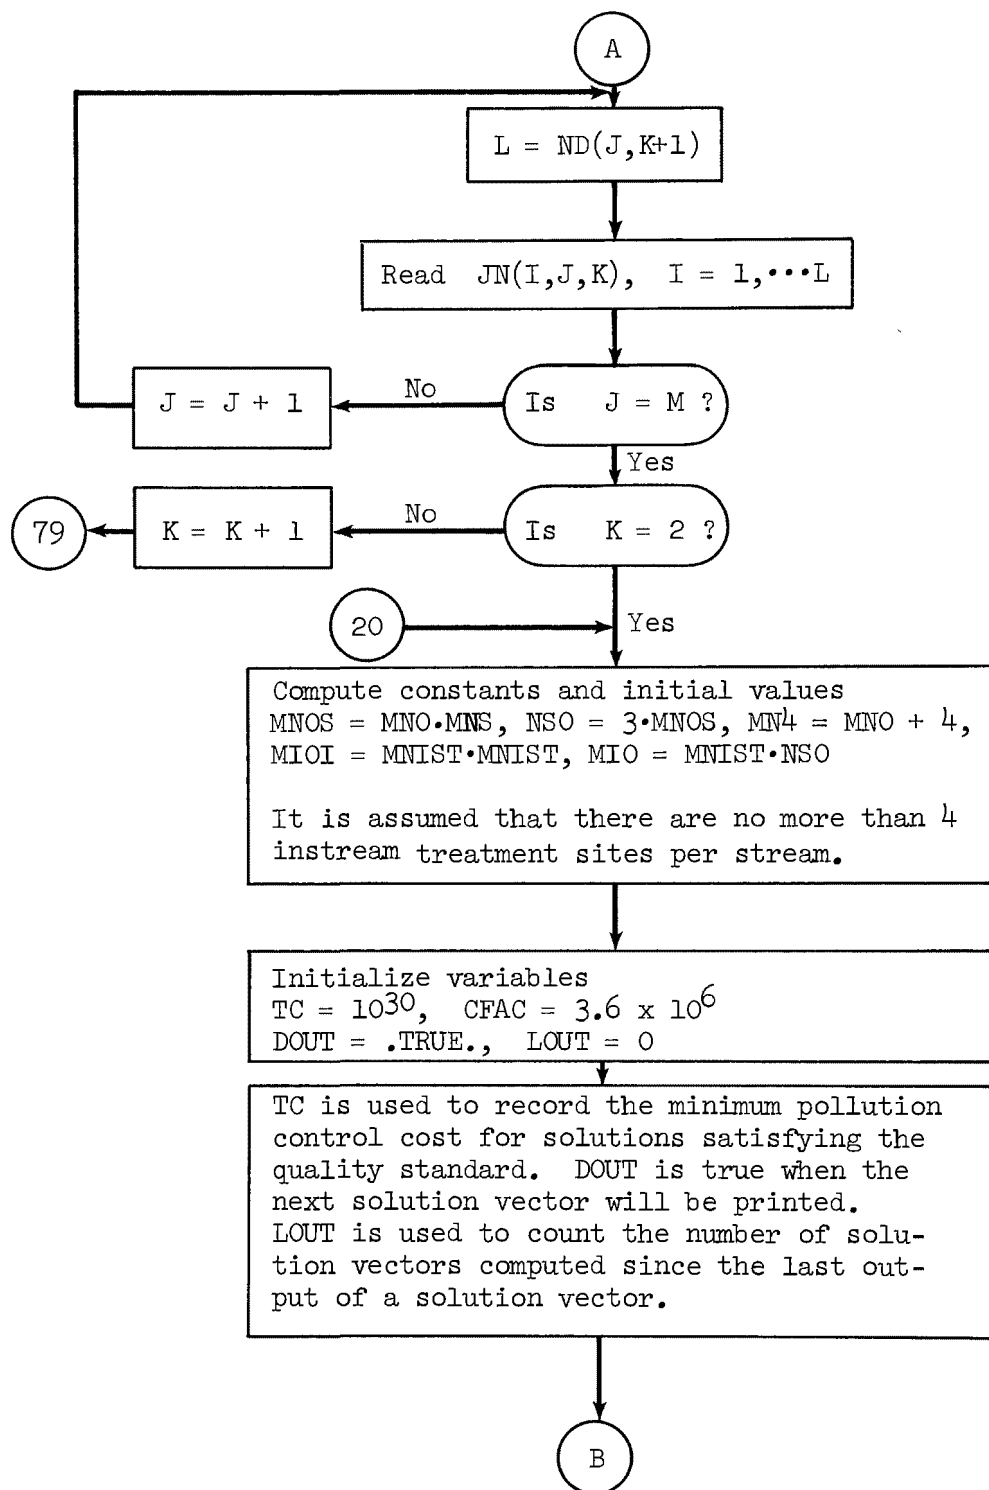 A
L = ND(J,K+1)
Read JN(I,J,K), I = 1,•••L
Is J = M ?
No
J = J + 1
Yes
Is K = 2 ?
No
K = K + 1
79
20
Yes
Compute constants and initial values
MNOS = MNO•MNS, NSO = 3•MNOS, MN4 = MNO + 4,
MIOI = MNIST•MNIST, MIO = MNIST•NSO
It is assumed that there are no more than 4
instream treatment sites per stream.
Initialize variables
TC = 10³⁰, CFAC = 3.6 x 10⁶
DOUT = .TRUE., LOUT = 0
TC is used to record the minimum pollution
control cost for solutions satisfying the
quality standard. DOUT is true when the
next solution vector will be printed.
LOUT is used to count the number of solu-
tion vectors computed since the last out-
put of a solution vector.
B